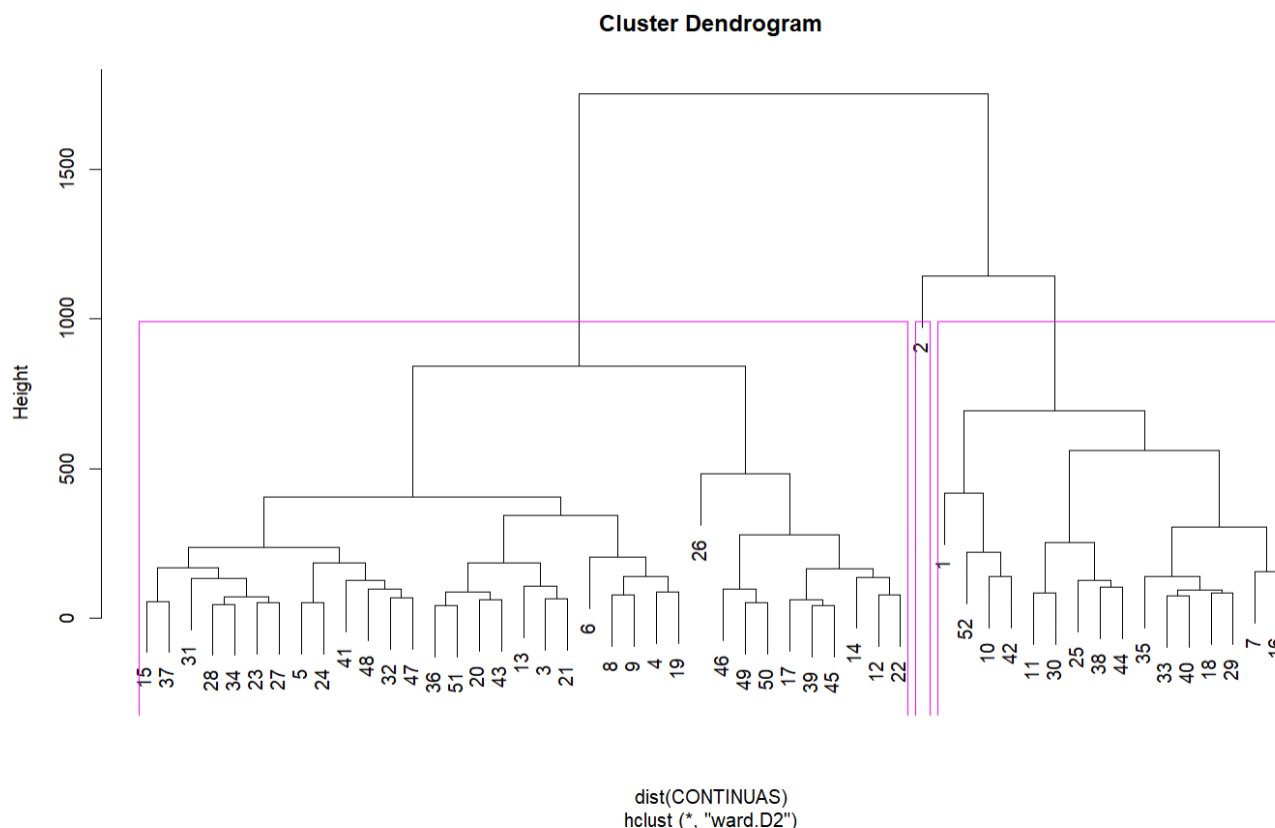 Cluster Dendrogram
Height
1500
1000
500
0
15 37 31 28 34 23 27 5 24 41 48 32 47 36 51 20 43 13 3 21 6 8 9 4 19 26 46 49 50 17 39 45 14 12 22 2 1 52 10 42 11 30 25 38 44 35 33 40 18 29 7 16
dist(CONTINUAS)
hclust (*, "ward.D2")